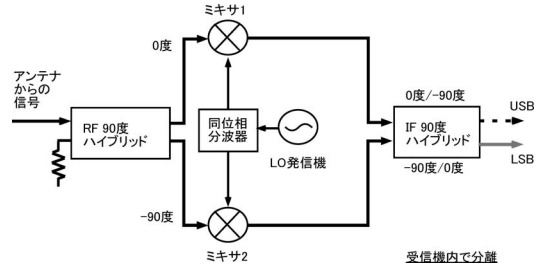 ミキサ1
0度
アンテナ
からの
信号
RF 90度
ハイブリッド
同位相
分波器
LO発信機
0度/-90度
IF 90度
ハイブリッド
USB
LSB
-90度/0度
-90度
ミキサ2
受信機内で分離